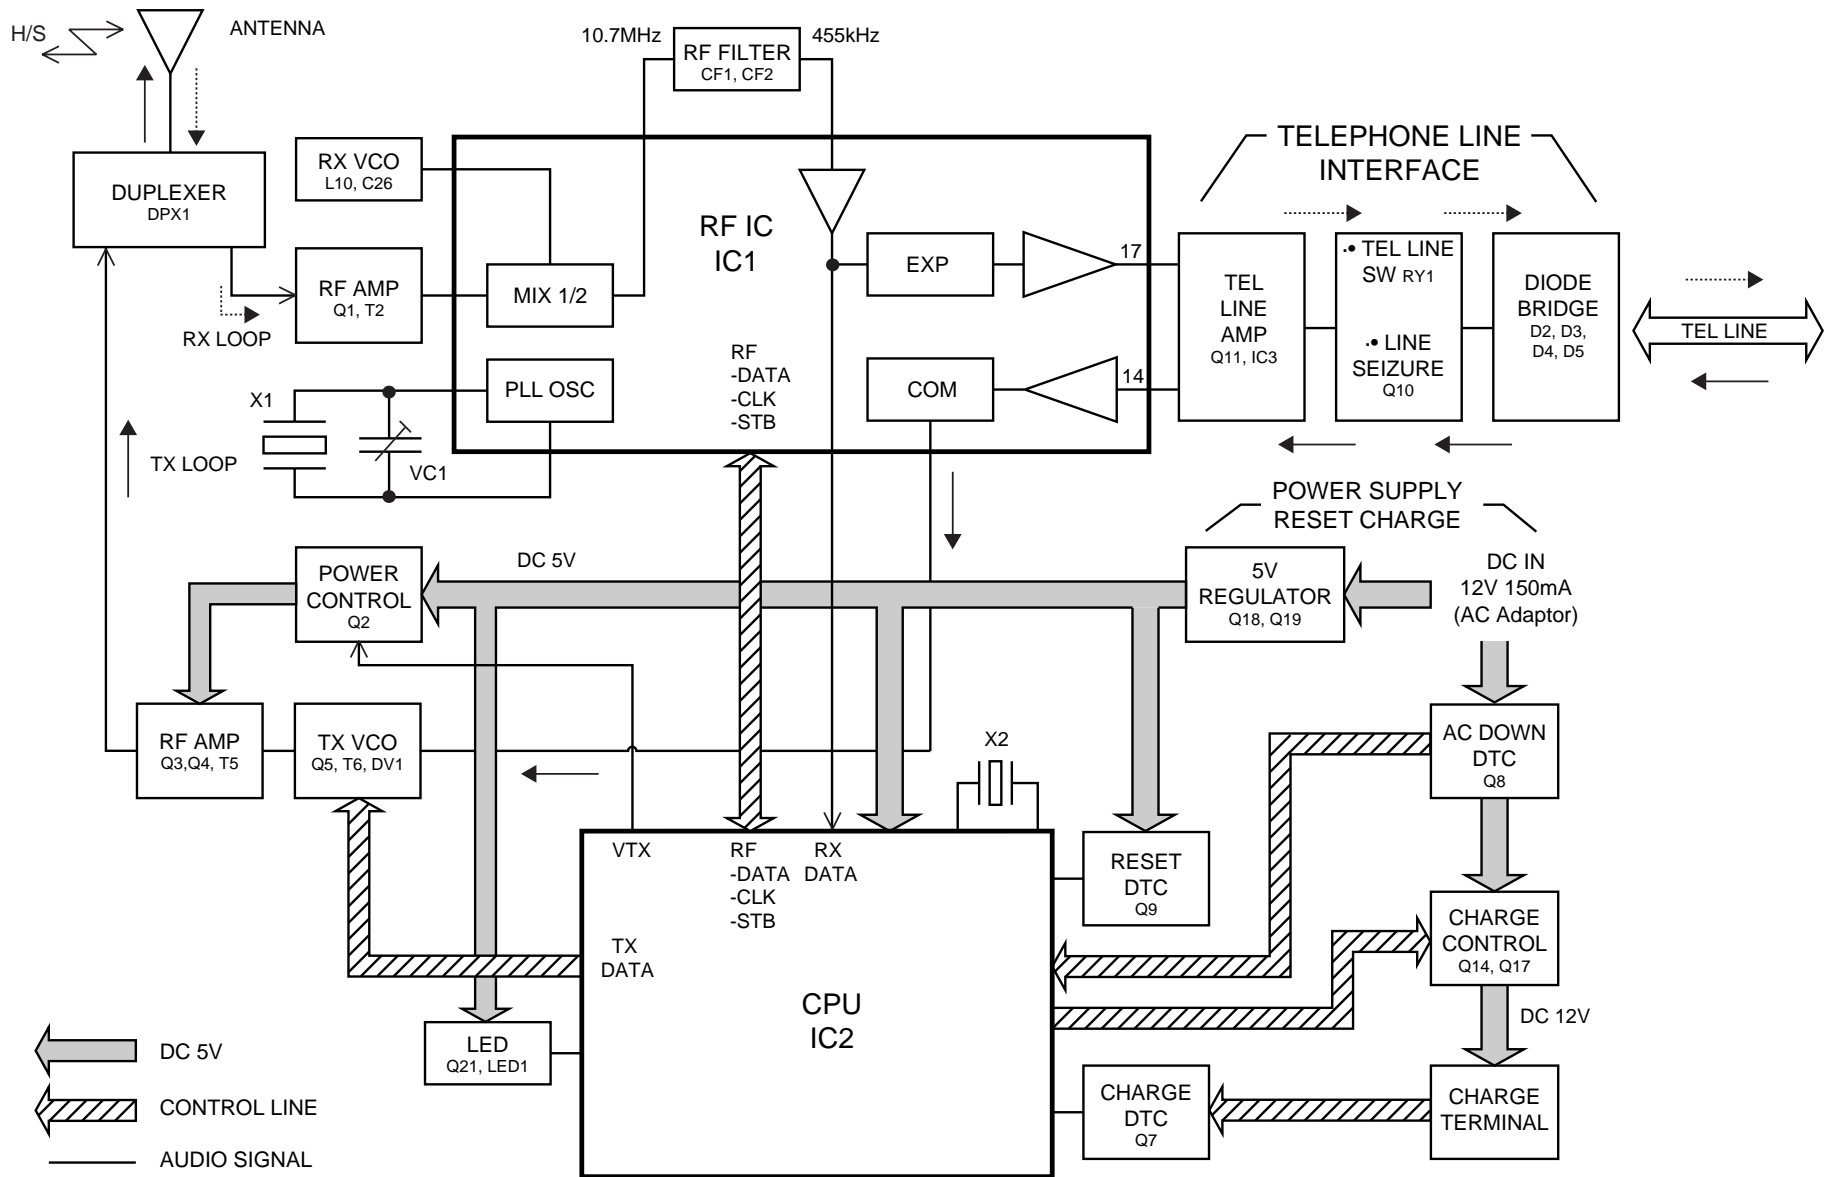 H/S
ANTENNA
10.7MHz
RF FILTER
CF1, CF2
455kHz
DUPLEXER
DPX1
RX VCO
L10, C26
RF AMP
Q1, T2
RX LOOP
MIX 1/2
RF IC
IC1
EXP
17
TELEPHONE LINE
INTERFACE
TEL
LINE
AMP
Q11, IC3
• TEL LINE
SW RY1
• LINE
SEIZURE
Q10
DIODE
BRIDGE
D2, D3,
D4, D5
TEL LINE
RF
-DATA
-CLK
-STB
PLL OSC
COM
14
X1
VC1
TX LOOP
POWER SUPPLY
RESET CHARGE
POWER
CONTROL
Q2
DC 5V
5V
REGULATOR
Q18, Q19
DC IN
12V 150mA
(AC Adaptor)
RF AMP
Q3,Q4, T5
TX VCO
Q5, T6, DV1
X2
AC DOWN
DTC
Q8
VTX
RF
-DATA
-CLK
-STB
RX
DATA
RESET
DTC
Q9
TX
DATA
CHARGE
CONTROL
Q14, Q17
CPU
IC2
DC 12V
LED
Q21, LED1
CHARGE
DTC
Q7
CHARGE
TERMINAL
DC 5V
CONTROL LINE
AUDIO SIGNAL